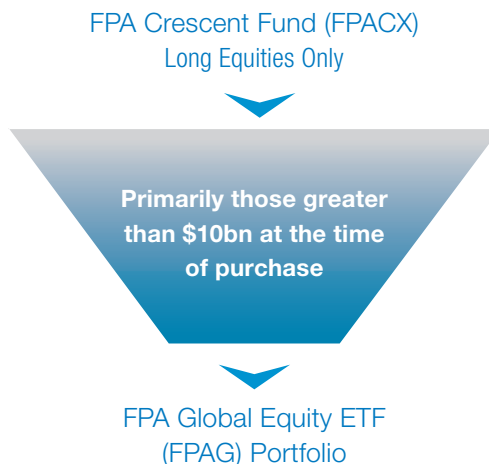 FPA Crescent Fund (FPACX)
Long Equities Only
Primarily those greater
than $10bn at the time
of purchase
FPA Global Equity ETF
(FPAG) Portfolio